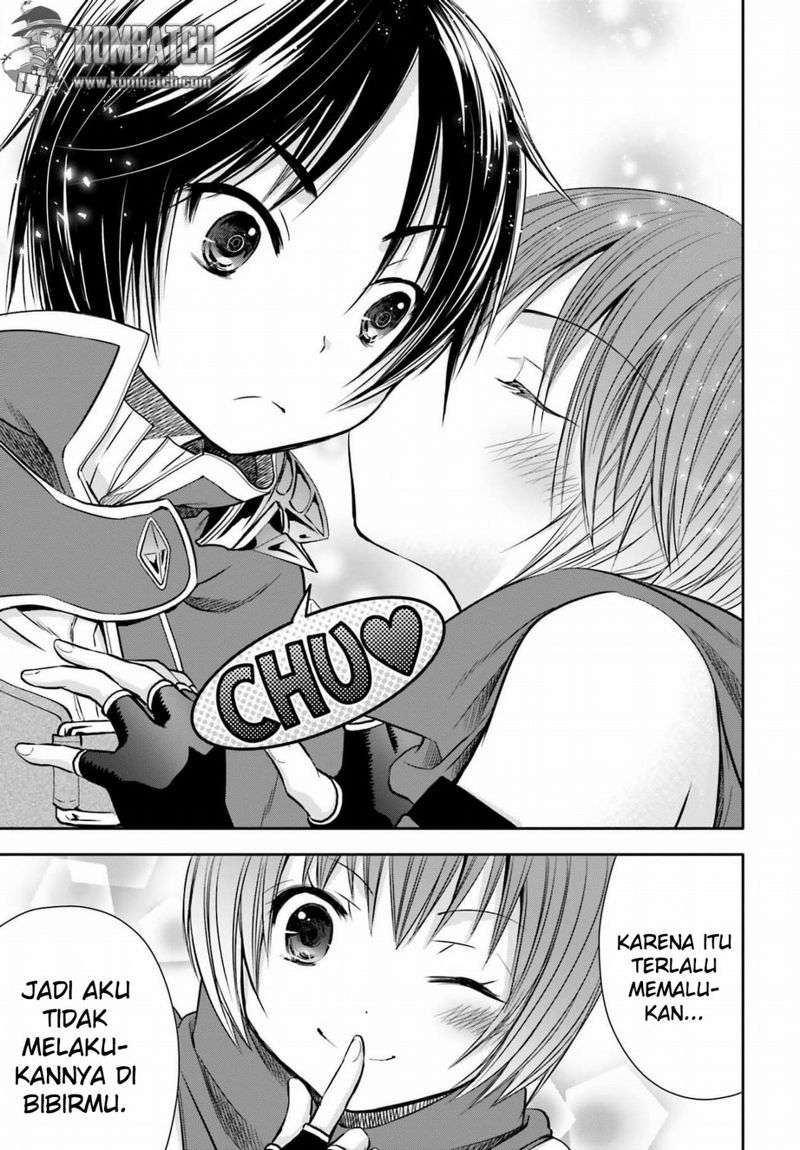 KOMBATCH
www.kombatch.com
CHU♥
KARENA ITU
TERLALU
MEMALU-
KAN...
JADI AKU
TIDAK
MELAKU-
KANNYA DI
BIBIRMU.